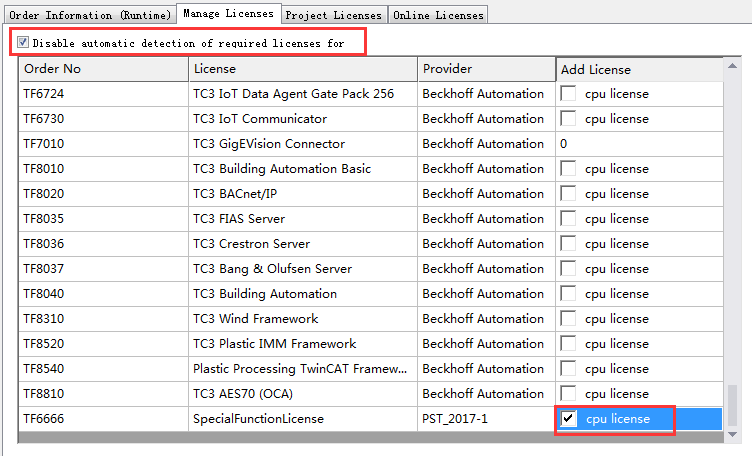 Order Information (Runtime) Manage Licenses Project Licenses Online Licenses
Disable automatic detection of required licenses for
Order No License Provider Add License
TF6724 TC3 IoT Data Agent Gate Pack 256 Beckhoff Automation cpu license
TF6730 TC3 IoT Communicator Beckhoff Automation cpu license
TF7010 TC3 GigEVision Connector Beckhoff Automation 0
TF8010 TC3 Building Automation Basic Beckhoff Automation cpu license
TF8020 TC3 BACnet/IP Beckhoff Automation cpu license
TF8035 TC3 FIAS Server Beckhoff Automation cpu license
TF8036 TC3 Crestron Server Beckhoff Automation cpu license
TF8037 TC3 Bang & Olufsen Server Beckhoff Automation cpu license
TF8040 TC3 Building Automation Beckhoff Automation cpu license
TF8310 TC3 Wind Framework Beckhoff Automation cpu license
TF8520 TC3 Plastic IMM Framework Beckhoff Automation cpu license
TF8540 Plastic Processing TwinCAT Framew... Beckhoff Automation cpu license
TF8810 TC3 AES70 (OCA) Beckhoff Automation cpu license
TF6666 SpecialFunctionLicense PST_2017-1 cpu license